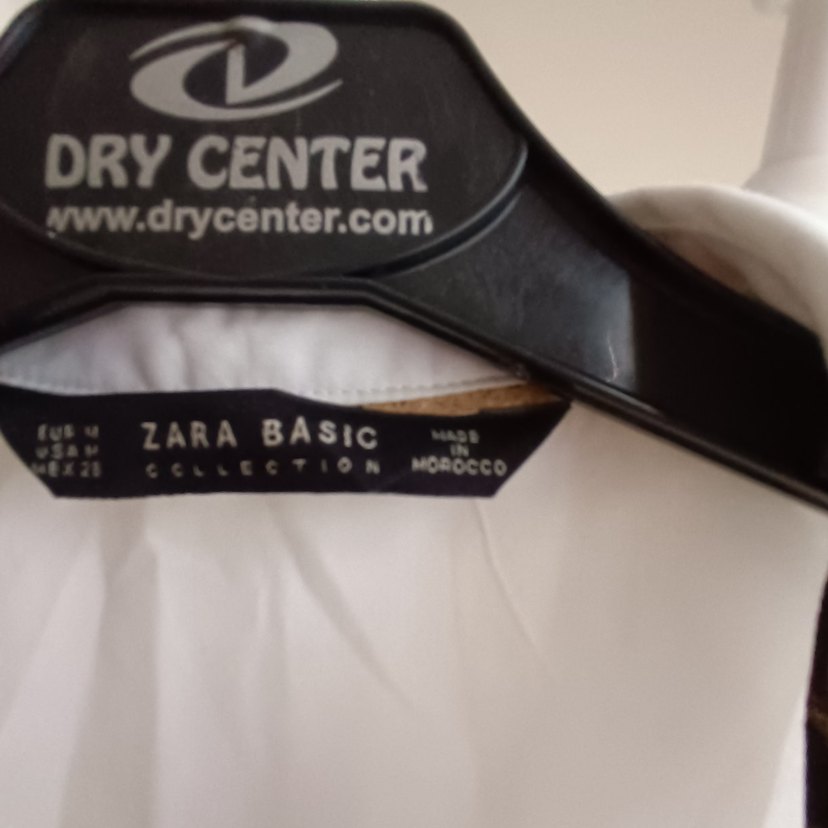 DRY CENTER
www.drycenter.com
EUR M
USA M
MEX 28
ZARA BASIC
COLLECTION
MADE
IN
MOROCCO